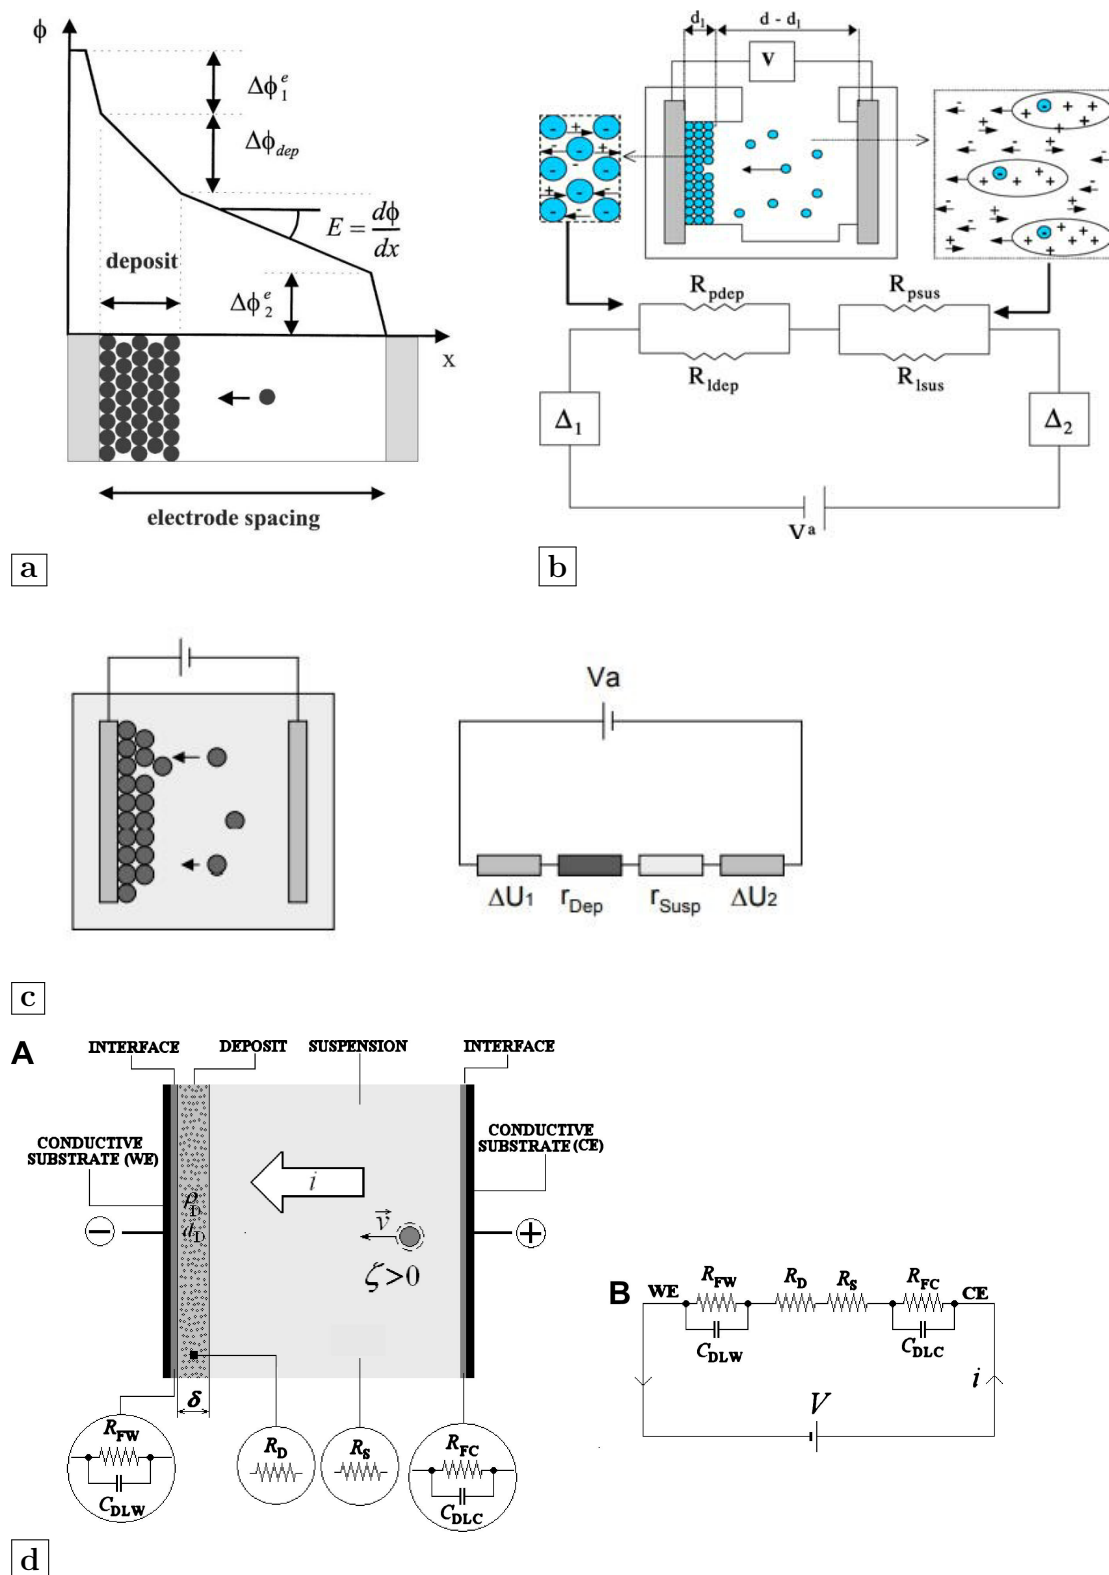 ϕ
Δϕ₁ᵉ
Δϕ_dep
E = dϕ/dx
deposit
Δϕ₂ᵉ
x
electrode spacing
a
d₁ d - d₁
V
- + - - + - -
- - - + + + +
+ - + + + +
R_pdep R_psus
R_ldep R_lsus
Δ₁ Δ₂
Vᵃ
b
Va
ΔU₁ r_Dep r_Susp ΔU₂
c
A
INTERFACE DEPOSIT SUSPENSION INTERFACE
CONDUCTIVE
SUBSTRATE (WE)
CONDUCTIVE
SUBSTRATE (CE)
i
ρ_D
d_D
v⃗
ζ>0
− +
δ
R_FW
C_DLW
R_D
R_S
R_FC
C_DLC
B
WE R_FW R_D R_S R_FC CE
C_DLW C_DLC
V i
d